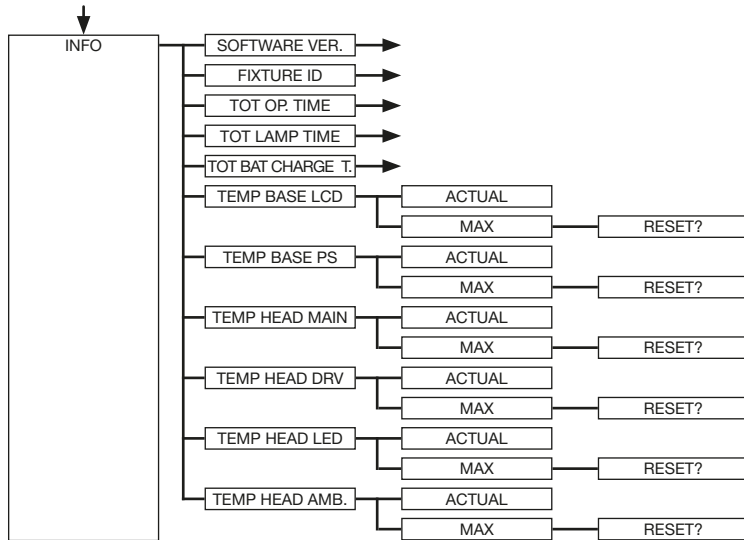 INFO
SOFTWARE VER.
FIXTURE ID
TOT OP. TIME
TOT LAMP TIME
TOT BAT CHARGE T.
TEMP BASE LCD ACTUAL
MAX RESET?
TEMP BASE PS ACTUAL
MAX RESET?
TEMP HEAD MAIN ACTUAL
MAX RESET?
TEMP HEAD DRV ACTUAL
MAX RESET?
TEMP HEAD LED ACTUAL
MAX RESET?
TEMP HEAD AMB. ACTUAL
MAX RESET?